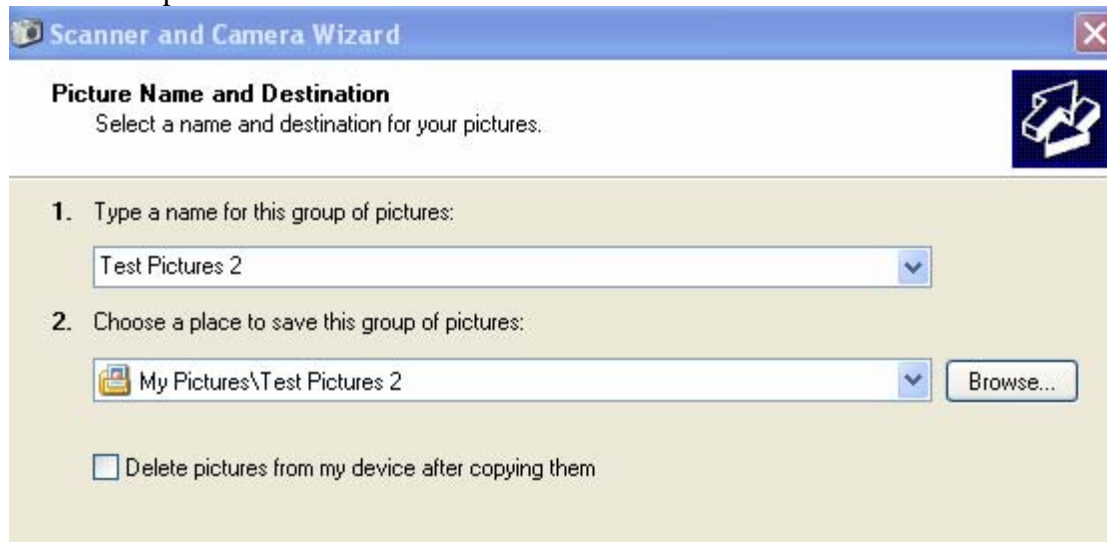 Scanner and Camera Wizard
Picture Name and Destination
Select a name and destination for your pictures.
1. Type a name for this group of pictures:
Test Pictures 2
2. Choose a place to save this group of pictures:
My Pictures\Test Pictures 2
Browse...
Delete pictures from my device after copying them